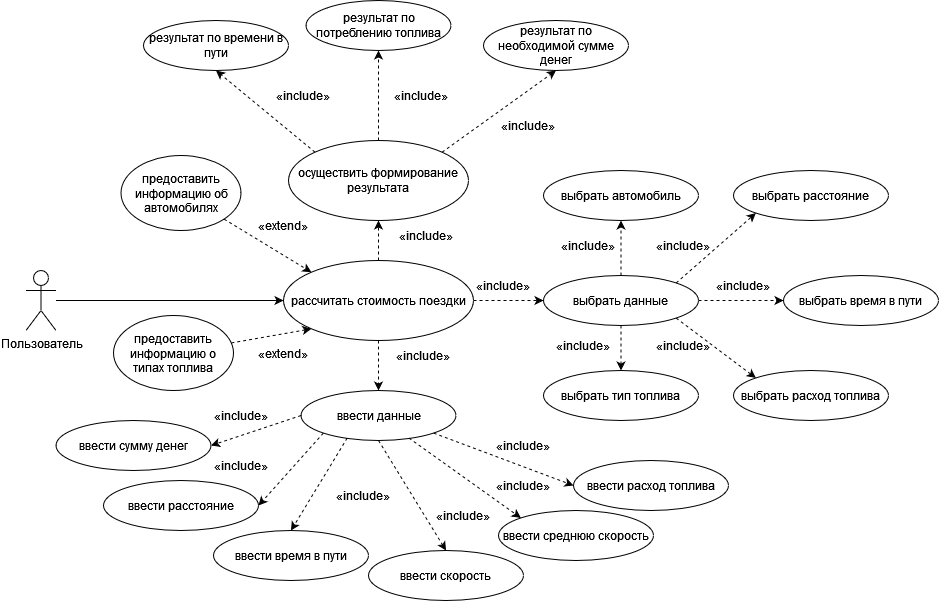 результат по времени в
пути
результат по
потреблению топлива
результат по
необходимой сумме
денег
«include»
«include»
«include»
осуществить формирование
результата
предоставить
информацию об
автомобилях
«extend»
«include»
выбрать автомобиль
выбрать расстояние
«include»
«include»
Пользователь
рассчитать стоимость поездки
«include»
выбрать данные
«include»
выбрать время в пути
предоставить
информацию о
типах топлива
«extend»
«include»
«include»
«include»
выбрать тип топлива
выбрать расход топлива
ввести данные
«include»
ввести сумму денег
«include»
ввести расстояние
«include»
ввести время в пути
«include»
ввести скорость
«include»
ввести среднюю скорость
«include»
ввести расход топлива